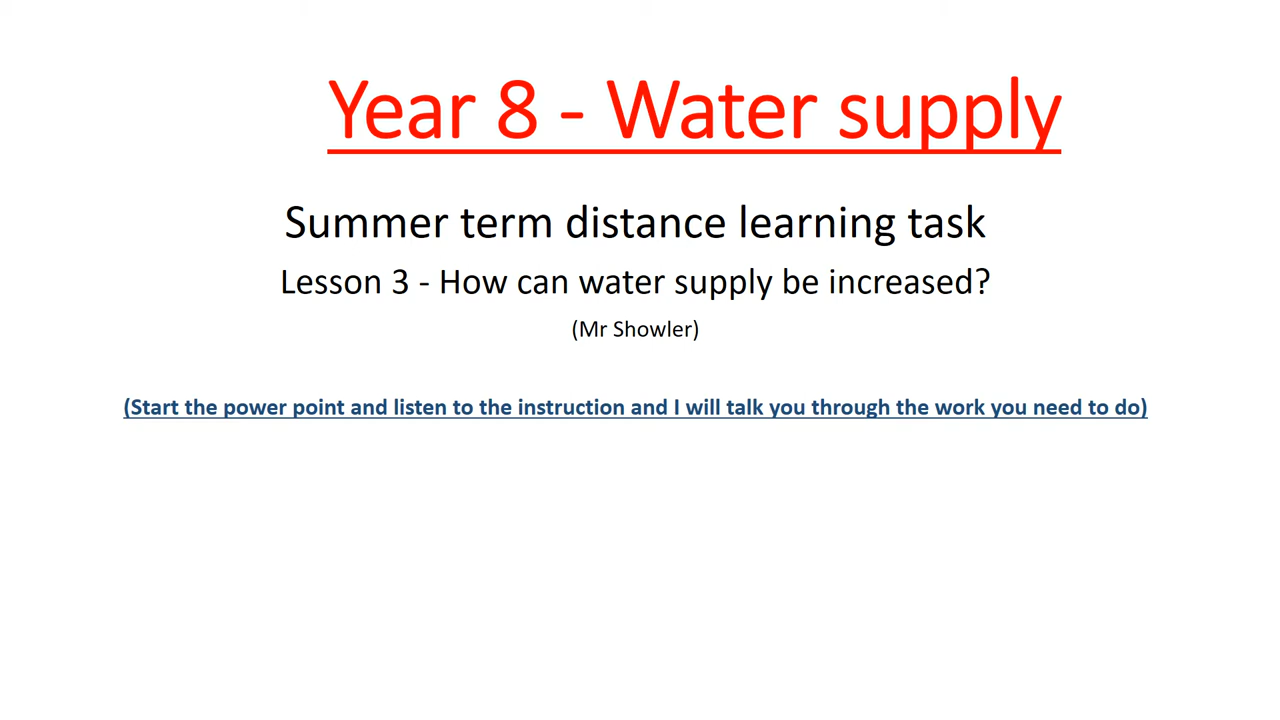 Year 8 - Water supply
Summer term distance learning task
Lesson 3 - How can water supply be increased?
(Mr Showler)
(Start the power point and listen to the instruction and I will talk you through the work you need to do)